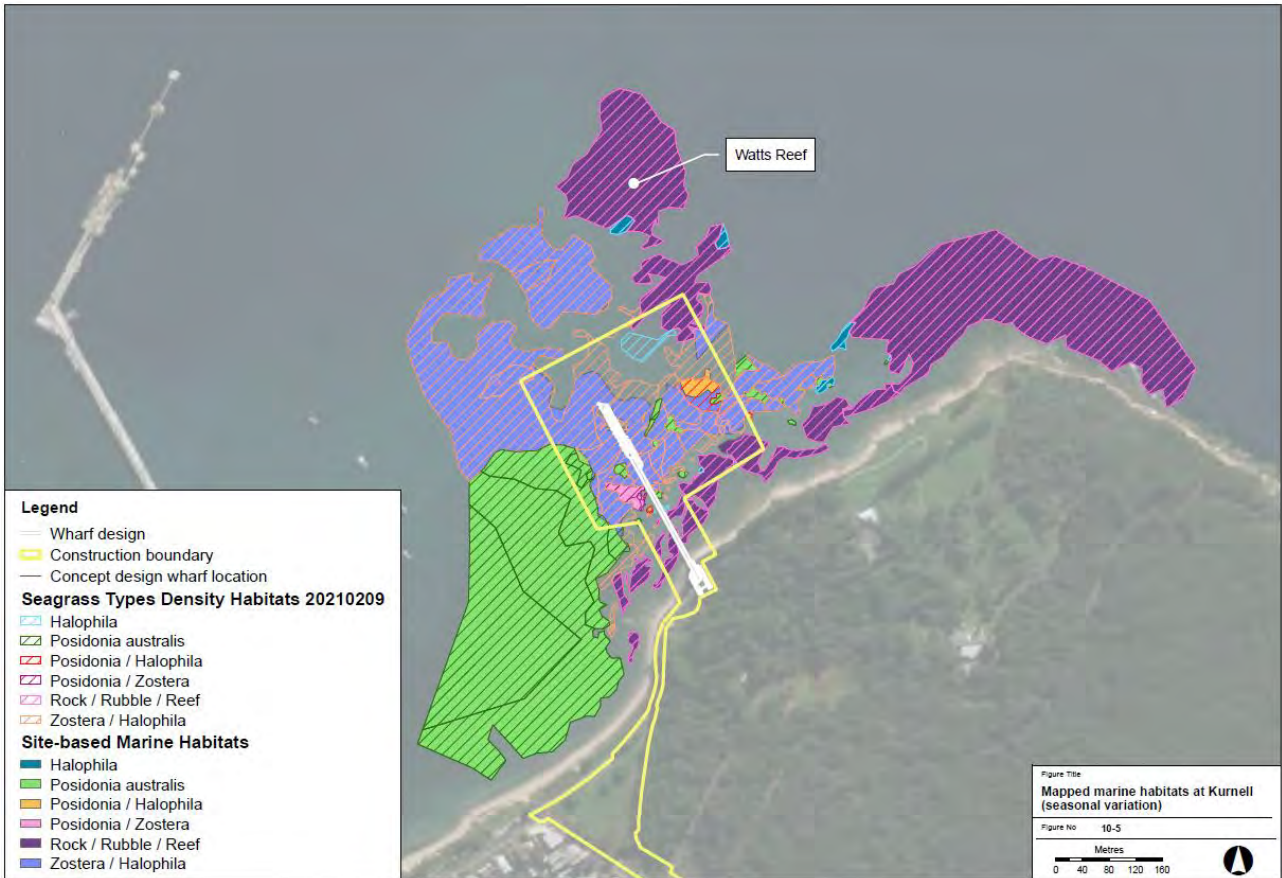 Watts Reef
Legend
Wharf design
Construction boundary
Concept design wharf location
Seagrass Types Density Habitats 20210209
Halophila
Posidonia australis
Posidonia / Halophila
Posidonia / Zostera
Rock / Rubble / Reef
Zostera / Halophila
Site-based Marine Habitats
Halophila
Posidonia australis
Posidonia / Halophila
Posidonia / Zostera
Rock / Rubble / Reef
Zostera / Halophila
Figure Title
Mapped marine habitats at Kurnell
(seasonal variation)
Figure No 10-5
Metres
0 40 80 120 160